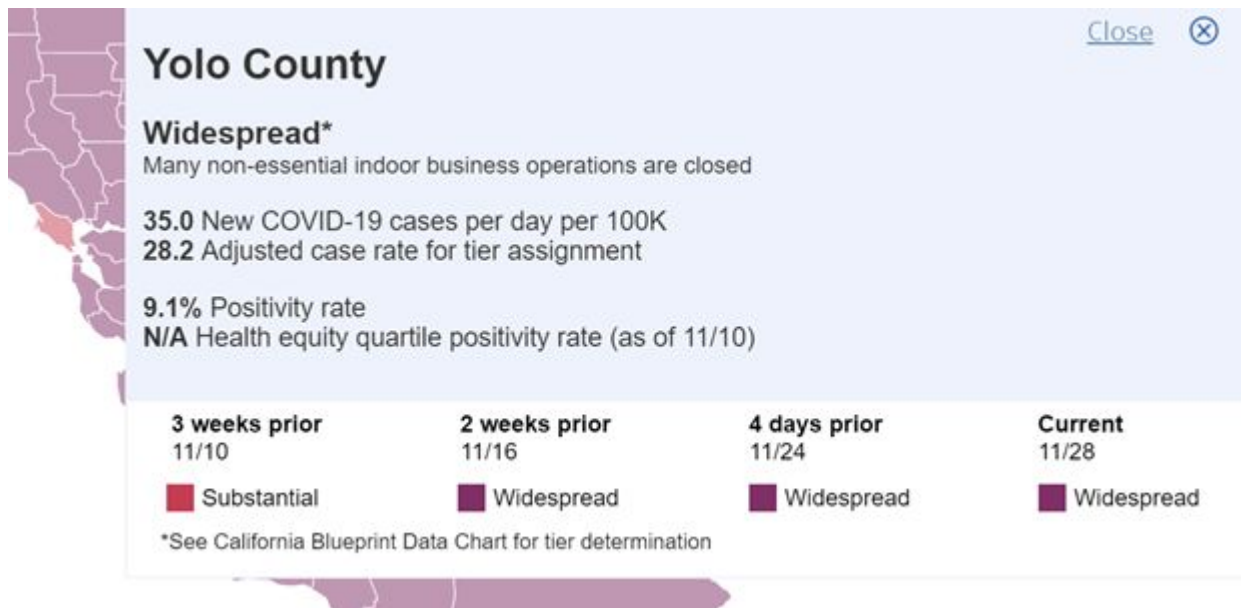 Close
Yolo County
Widespread*
Many non-essential indoor business operations are closed
35.0 New COVID-19 cases per day per 100K
28.2 Adjusted case rate for tier assignment
9.1% Positivity rate
N/A Health equity quartile positivity rate (as of 11/10)
3 weeks prior 2 weeks prior 4 days prior Current
11/10 11/16 11/24 11/28
Substantial Widespread Widespread Widespread
*See California Blueprint Data Chart for tier determination